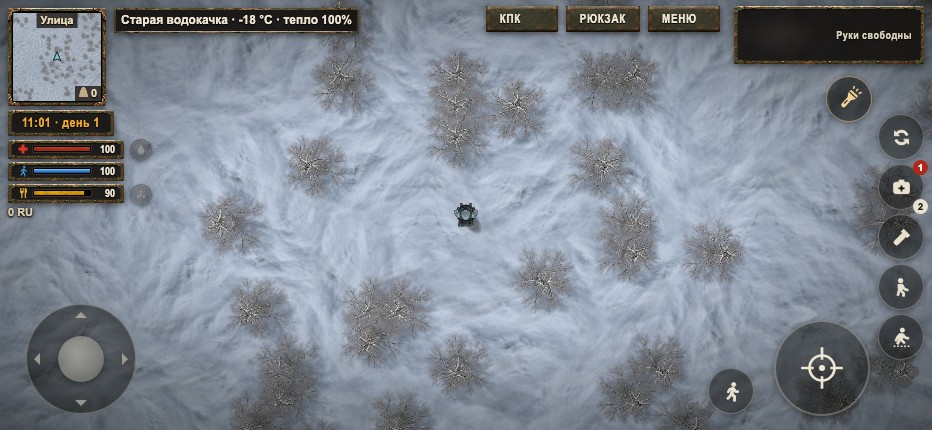 Улица
Старая водокачка · -18 °C · тепло 100%
КПК
РЮКЗАК
МЕНЮ
Руки свободны
0
11:01 · день 1
100
100
90
0 RU
1
2